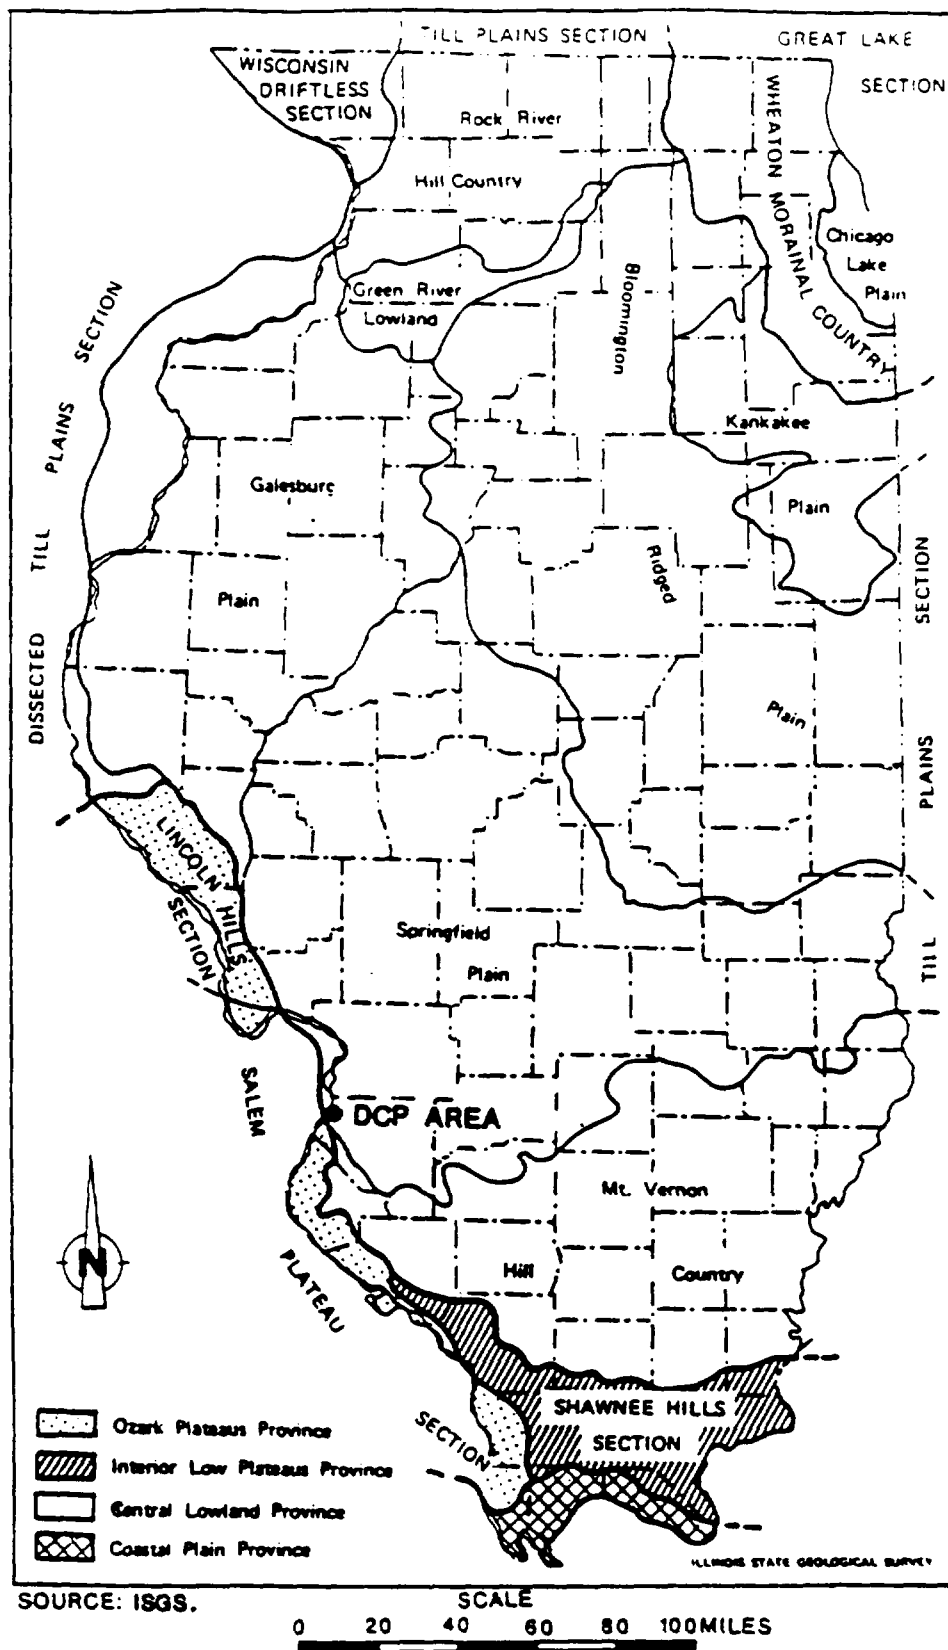 TILL PLAINS SECTION
GREAT LAKE
SECTION
WISCONSIN
DRIFTLESS
SECTION
Rock River
Hill Country
WHEATON MORAINAL COUNTRY
Chicago
Lake
Plain
Green River
Lowland
Bloomington
Ridged
Plain
Kankakee
Plain
DISSECTED TILL PLAINS SECTION
Galesburg
Plain
TILL PLAINS SECTION
LINCOLN HILLS
SECTION
Springfield
Plain
SALEM PLATEAU SECTION
DCP AREA
Mt. Vernon
Hill Country
N
SHAWNEE HILLS
SECTION
Ozark Plateaus Province
Interior Low Plateaus Province
Central Lowland Province
Coastal Plain Province
ILLINOIS STATE GEOLOGICAL SURVEY
SOURCE: ISGS.
SCALE
0 20 40 60 80 100 MILES